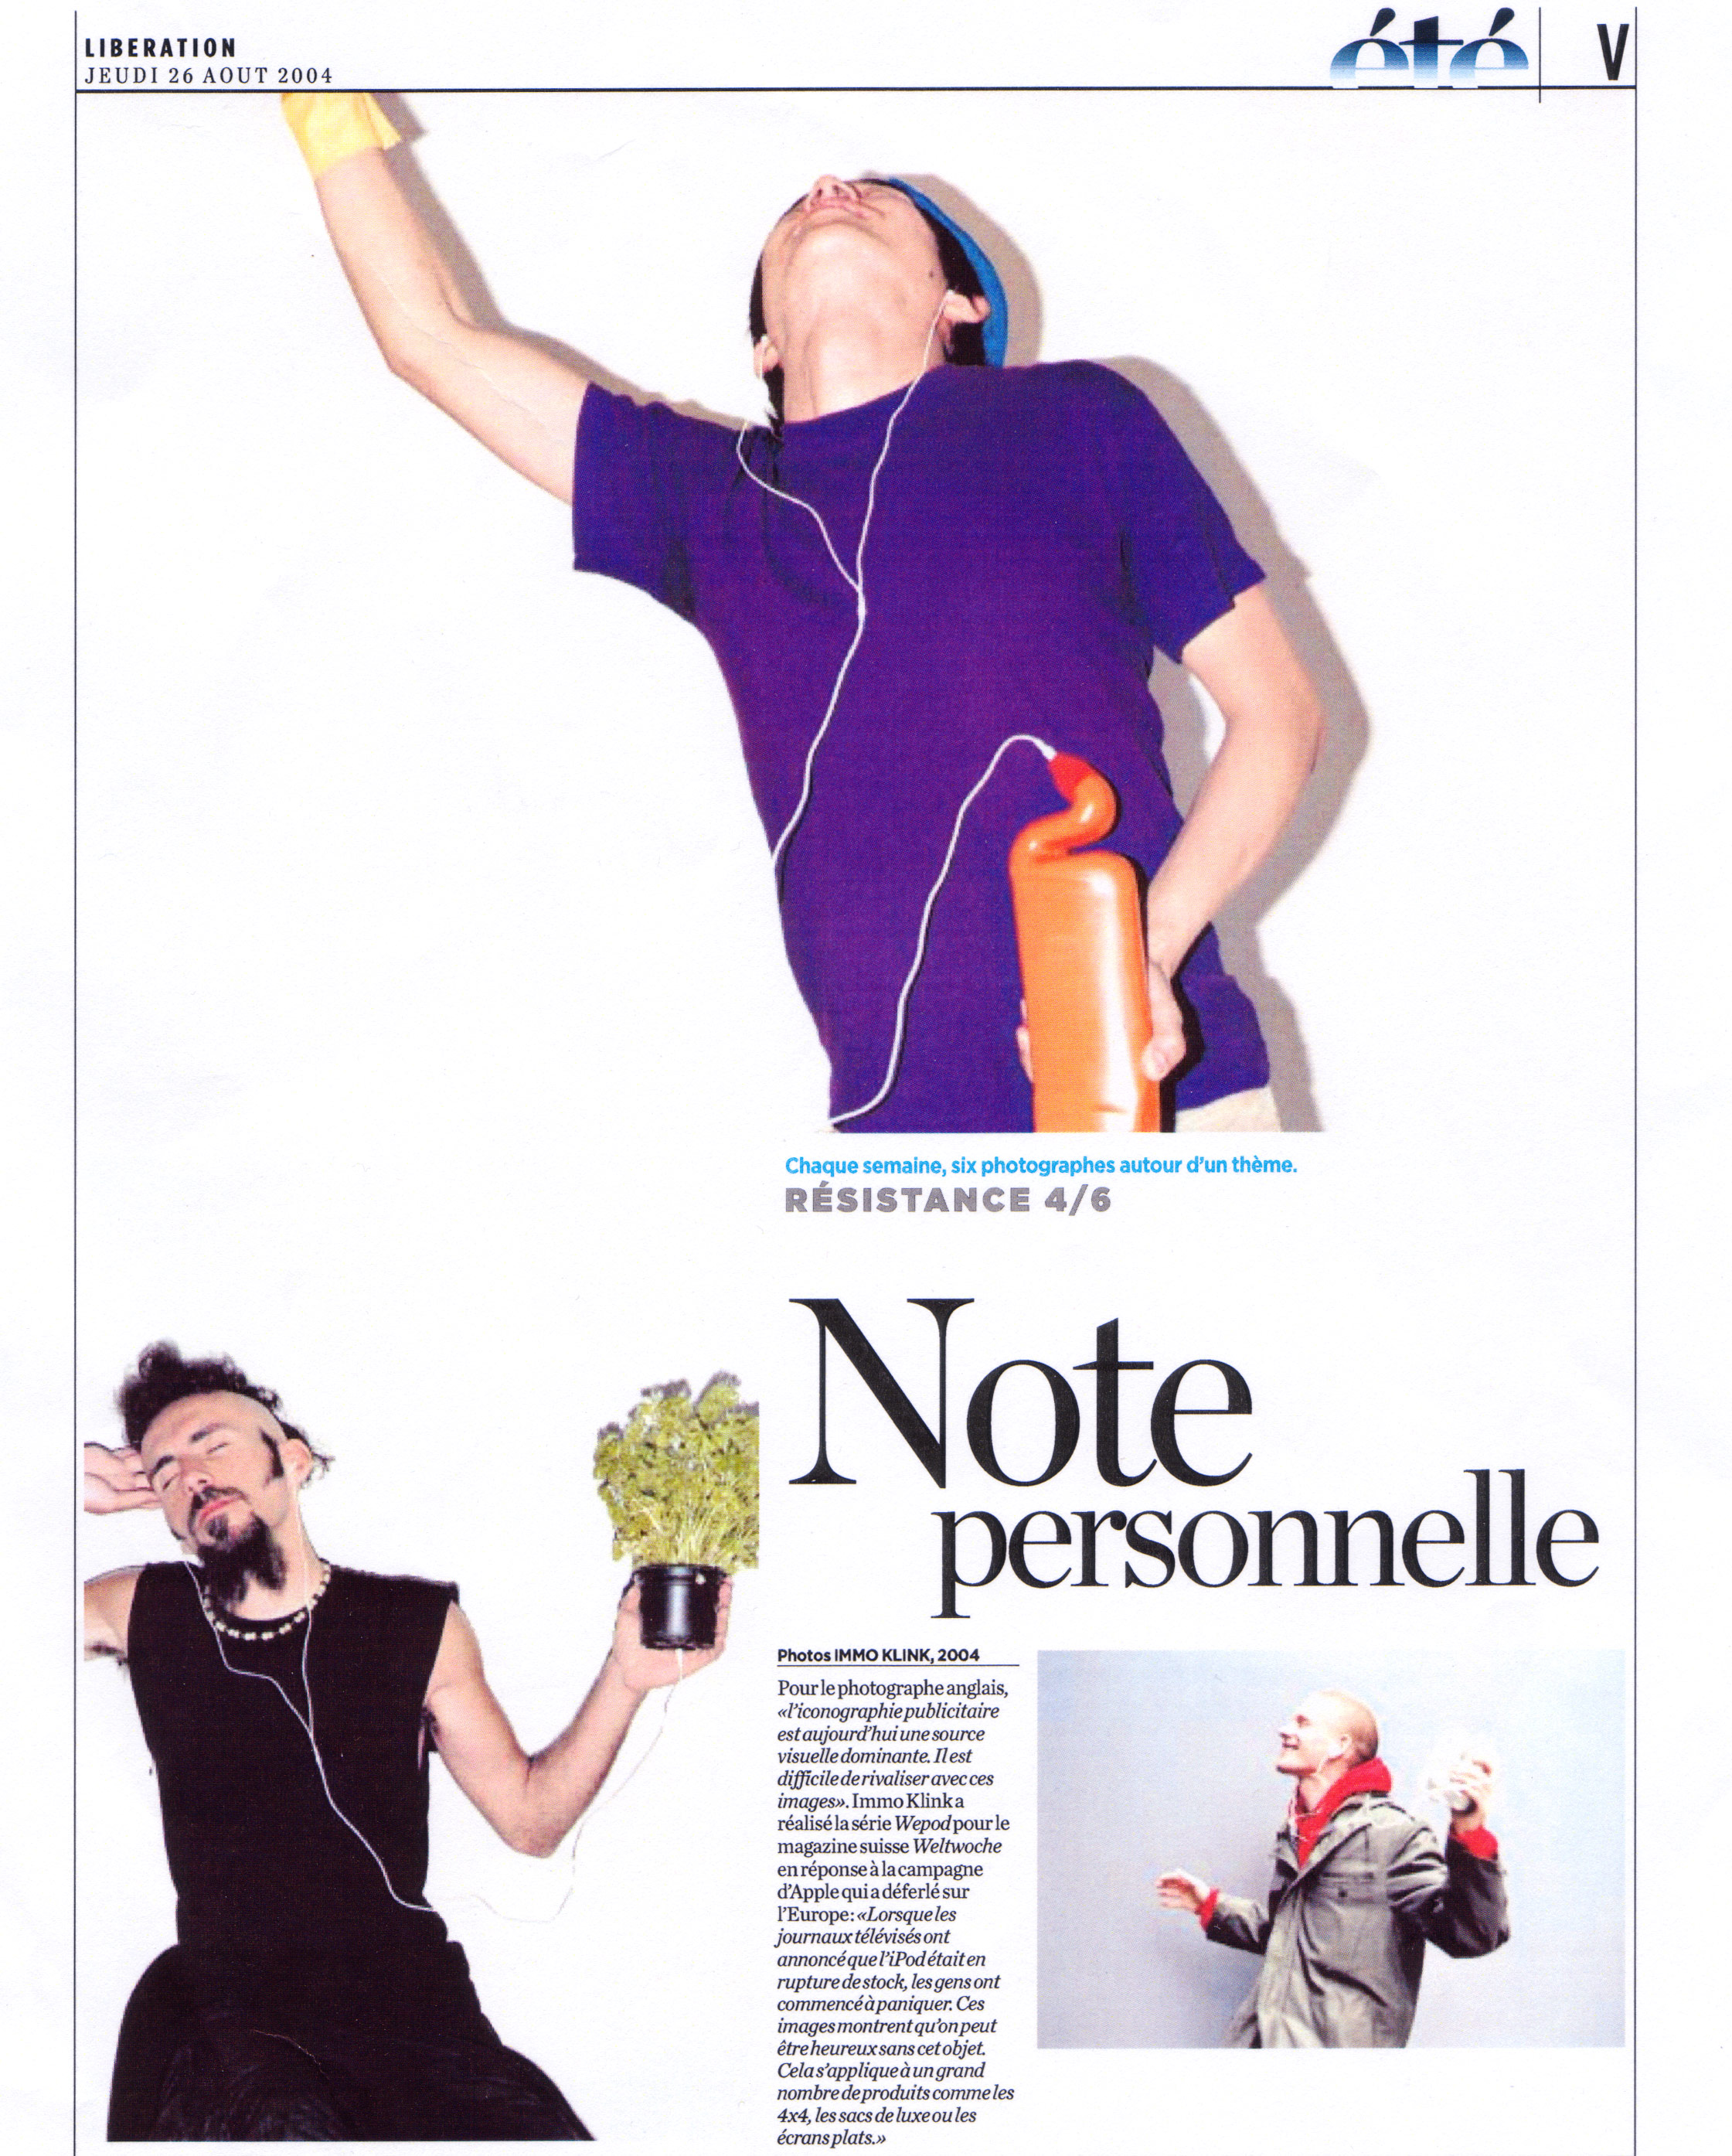 LIBERATION
JEUDI 26 AOUT 2004
été
V
Chaque semaine, six photographes autour d'un thème.
RÉSISTANCE 4/6
Note
personnelle
Photos IMMO KLINK, 2004
Pour le photographe anglais,
«l'iconographie publicitaire
est aujourd'hui une source
visuelle dominante. Il est
difficile de rivaliser avec ces
images». Immo Klink a
réalisé la série Wepod pour le
magazine suisse Weltwoche
en réponse à la campagne
d'Apple qui a déferlé sur
l'Europe: «Lorsque les
journaux télévisés ont
annoncé que l'iPod était en
rupture de stock, les gens ont
commencé à paniquer. Ces
images montrent qu'on peut
être heureux sans cet objet.
Cela s'applique à un grand
nombre de produits comme les
4x4, les sacs de luxe ou les
écrans plats.»